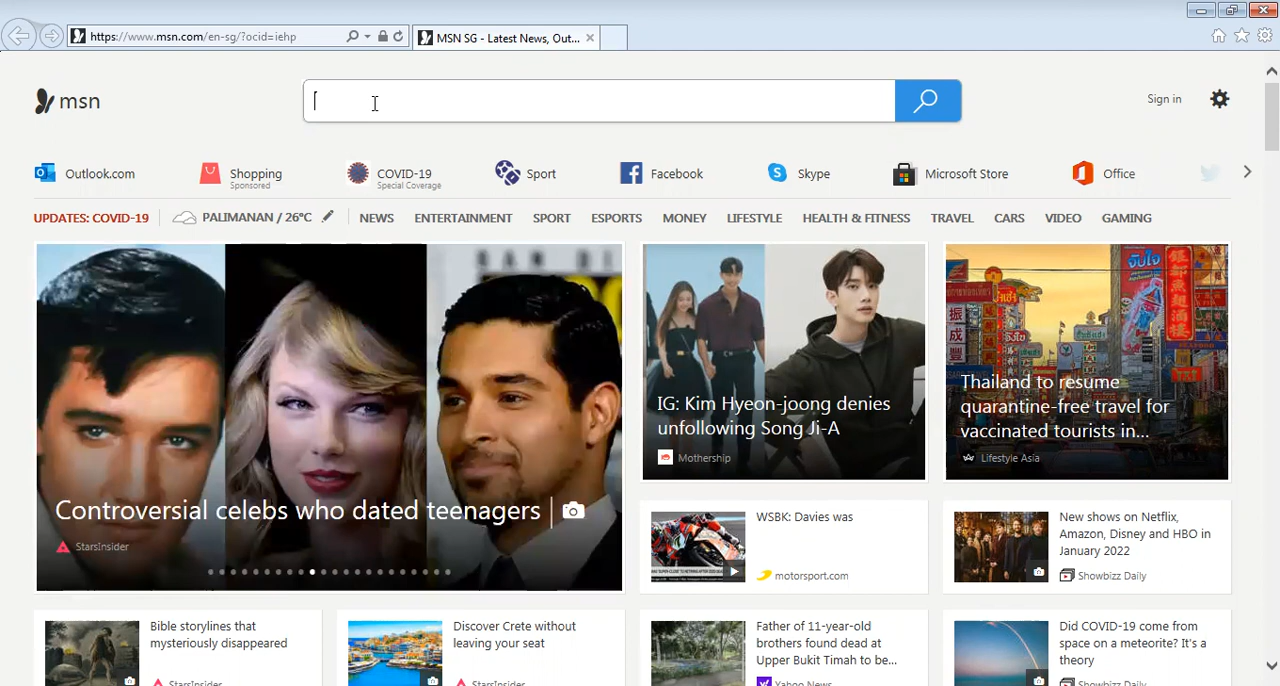 https://www.msn.com/en-sg/?ocid=iehp
MSN SG - Latest News, Out...
msn
Sign in
Outlook.com
Shopping
Sponsored
COVID-19
Special Coverage
Sport
Facebook
Skype
Microsoft Store
Office
UPDATES: COVID-19
PALIMANAN / 26°C
NEWS
ENTERTAINMENT
SPORT
ESPORTS
MONEY
LIFESTYLE
HEALTH & FITNESS
TRAVEL
CARS
VIDEO
GAMING
Controversial celebs who dated teenagers
StarsInsider
IG: Kim Hyeon-joong denies
unfollowing Song Ji-A
Mothership
Thailand to resume
quarantine-free travel for
vaccinated tourists in...
Lifestyle Asia
WSBK: Davies was
motorsport.com
New shows on Netflix,
Amazon, Disney and HBO in
January 2022
Showbizz Daily
Bible storylines that
mysteriously disappeared
StarsInsider
Discover Crete without
leaving your seat
StarsInsider
Father of 11-year-old
brothers found dead at
Upper Bukit Timah to be...
Yahoo News
Did COVID-19 come from
space on a meteorite? It's a
theory
Showbizz Daily